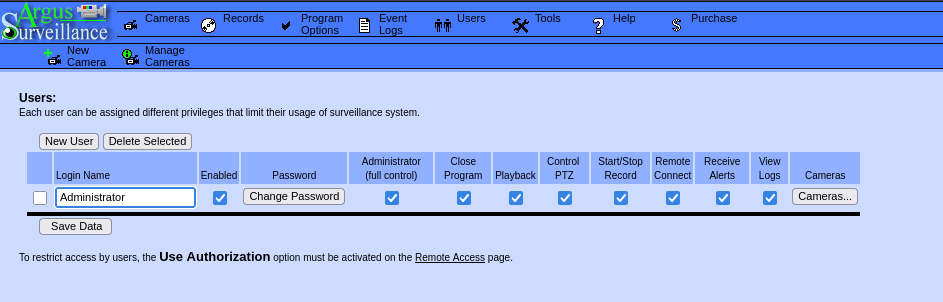 Argus
Surveillance
Cameras
Records
Program
Options
Event
Logs
Users
Tools
Help
Purchase
New
Camera
Manage
Cameras
Users:
Each user can be assigned different privileges that limit their usage of surveillance system.
New User
Delete Selected
Login Name
Enabled
Password
Administrator
(full control)
Close
Program
Playback
Control
PTZ
Start/Stop
Record
Remote
Connect
Receive
Alerts
View
Logs
Cameras
Administrator
Change Password
Cameras...
Save Data
To restrict access by users, the Use Authorization option must be activated on the Remote Access page.